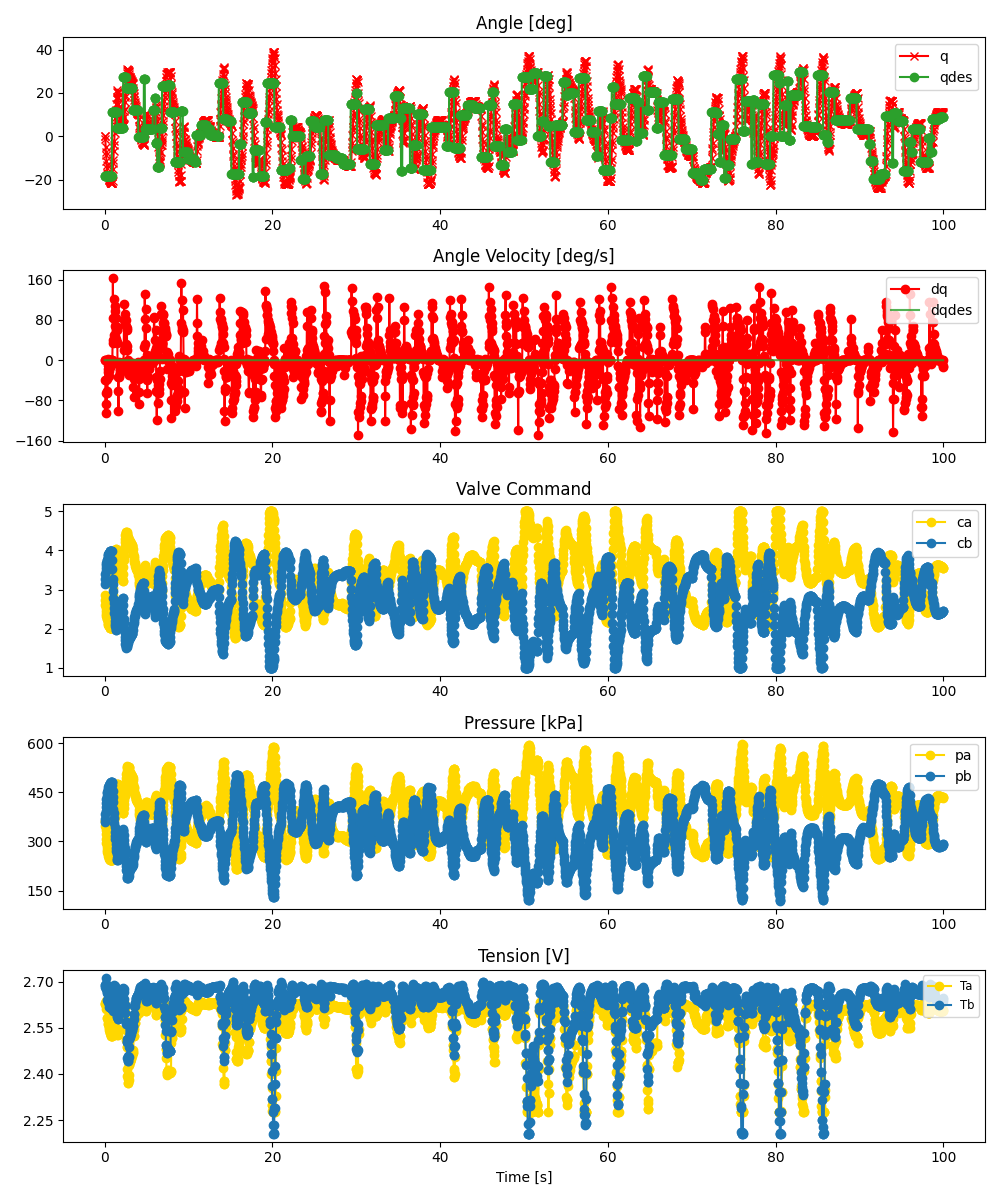 Angle [deg]
40
20
0
−20
q
qdes
0 20 40 60 80 100
Angle Velocity [deg/s]
160
80
0
−80
−160
dq
dqdes
0 20 40 60 80 100
Valve Command
5
4
3
2
1
ca
cb
0 20 40 60 80 100
Pressure [kPa]
600
450
300
150
pa
pb
0 20 40 60 80 100
Tension [V]
2.70
2.55
2.40
2.25
Ta
Tb
0 20 40 60 80 100
Time [s]